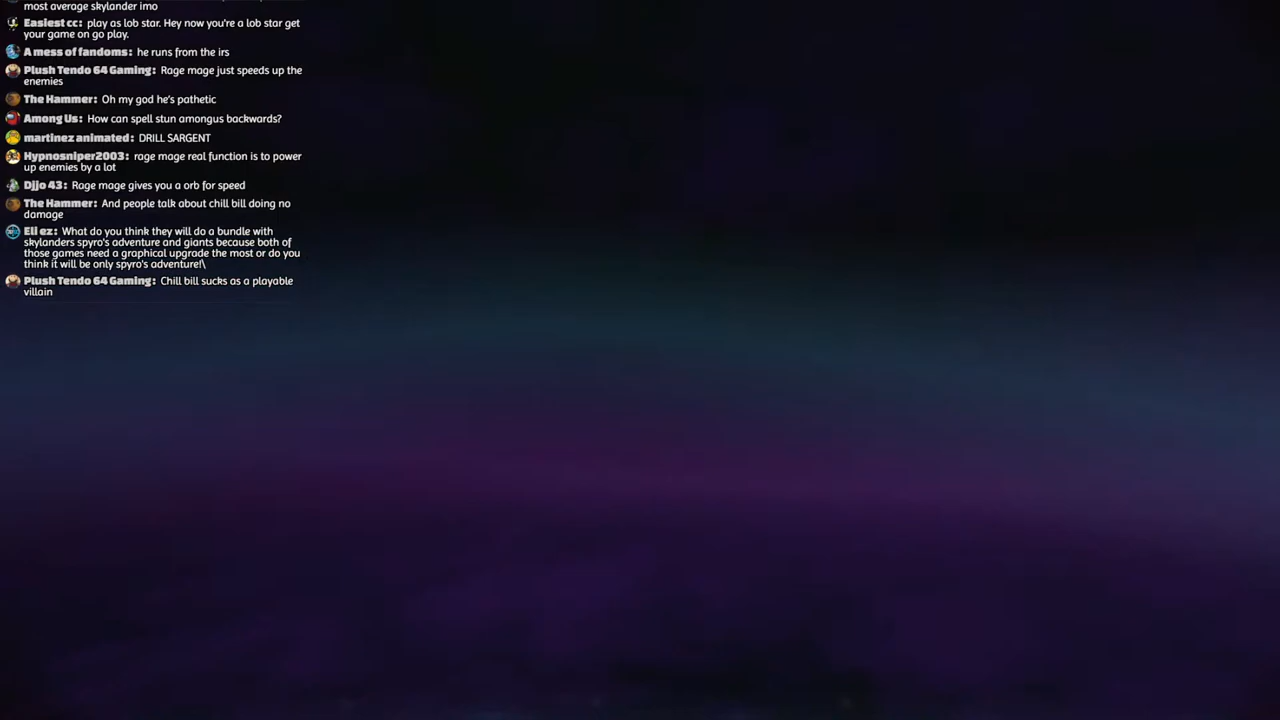 most average skylander imo
Easiest cc: play as lob star. Hey now you're a lob star get
your game on go play.
A mess of fandoms: he runs from the irs
Plush Tendo 64 Gaming: Rage mage just speeds up the
enemies
The Hammer: Oh my god he's pathetic
Among Us: How can spell stun amongus backwards?
martinez animated: DRILL SARGENT
Hypnosniper2003: rage mage real function is to power
up enemies by a lot
Djjo 43: Rage mage gives you a orb for speed
The Hammer: And people talk about chill bill doing no
damage
Eli ez: What do you think they will do a bundle with
skylanders spyro's adventure and giants because both of
those games need a graphical upgrade the most or do you
think it will be only spyro's adventure!\
Plush Tendo 64 Gaming: Chill bill sucks as a playable
villain